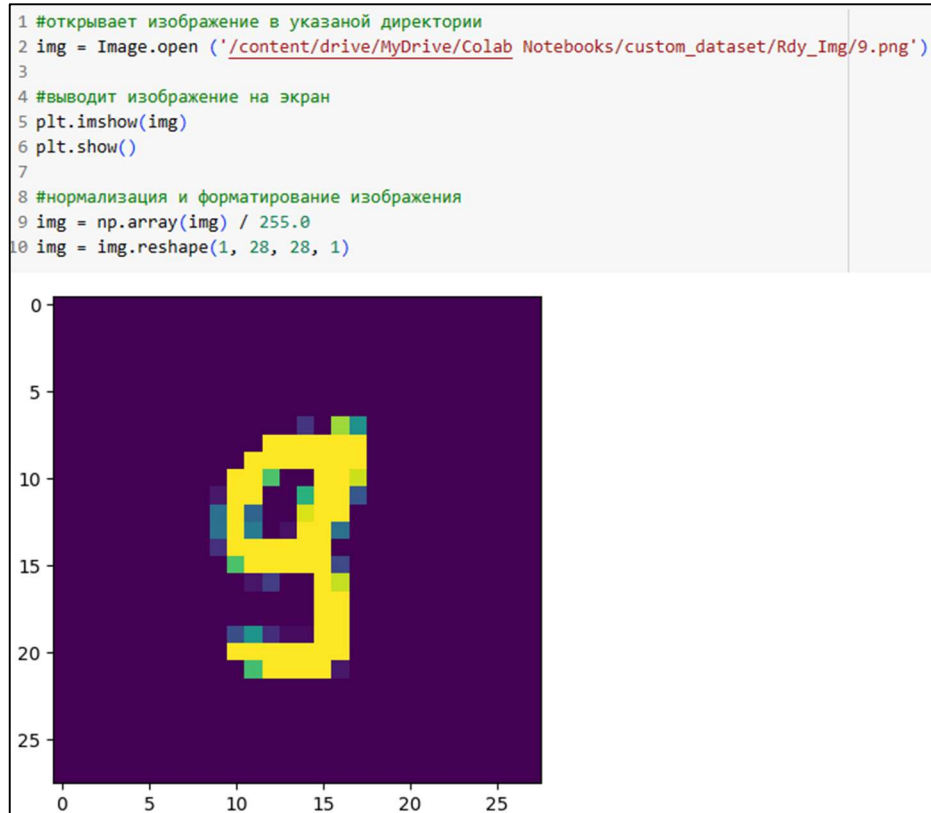 1 #открывает изображение в указаной директории
2 img = Image.open ('/content/drive/MyDrive/Colab Notebooks/custom_dataset/Rdy_Img/9.png')
3
4 #выводит изображение на экран
5 plt.imshow(img)
6 plt.show()
7
8 #нормализация и форматирование изображения
9 img = np.array(img) / 255.0
10 img = img.reshape(1, 28, 28, 1)
0
5
10
15
20
25
9
0 5 10 15 20 25